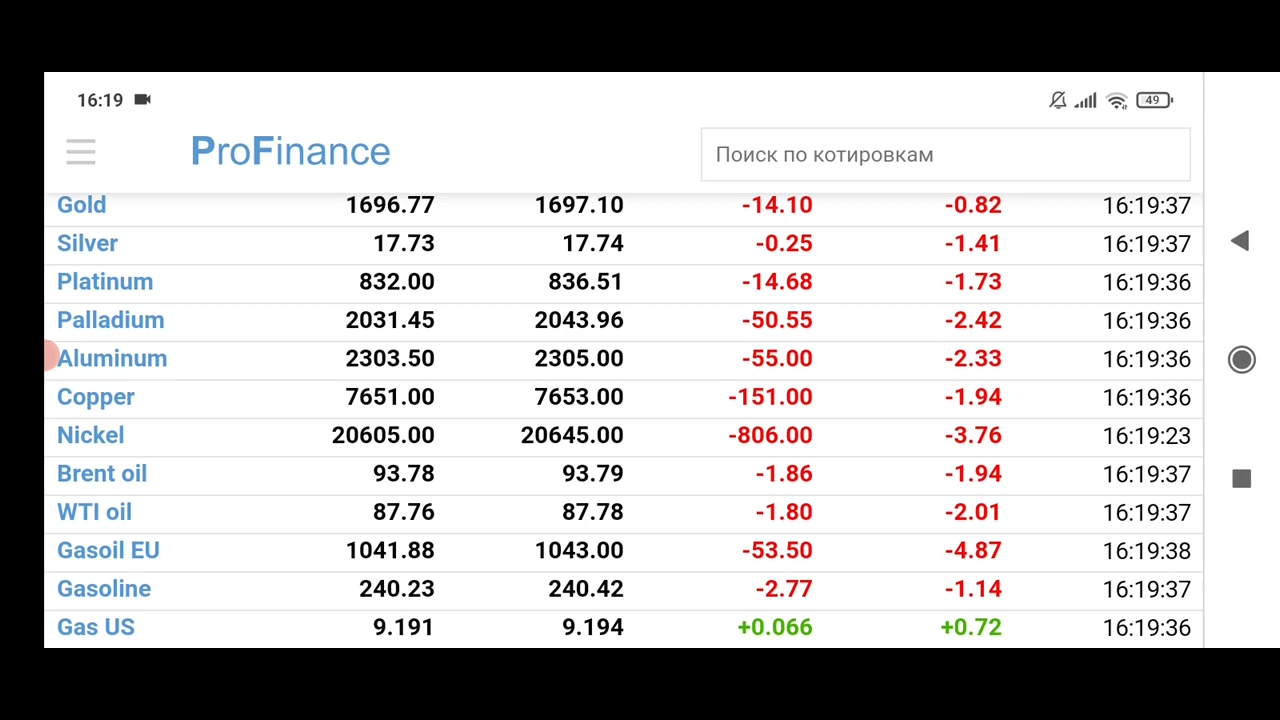 16:19 49
ProFinance Поиск по котировкам
Gold 1696.77 1697.10 -14.10 -0.82 16:19:37
Silver 17.73 17.74 -0.25 -1.41 16:19:37
Platinum 832.00 836.51 -14.68 -1.73 16:19:36
Palladium 2031.45 2043.96 -50.55 -2.42 16:19:36
Aluminum 2303.50 2305.00 -55.00 -2.33 16:19:36
Copper 7651.00 7653.00 -151.00 -1.94 16:19:36
Nickel 20605.00 20645.00 -806.00 -3.76 16:19:23
Brent oil 93.78 93.79 -1.86 -1.94 16:19:37
WTI oil 87.76 87.78 -1.80 -2.01 16:19:37
Gasoil EU 1041.88 1043.00 -53.50 -4.87 16:19:38
Gasoline 240.23 240.42 -2.77 -1.14 16:19:37
Gas US 9.191 9.194 +0.066 +0.72 16:19:36